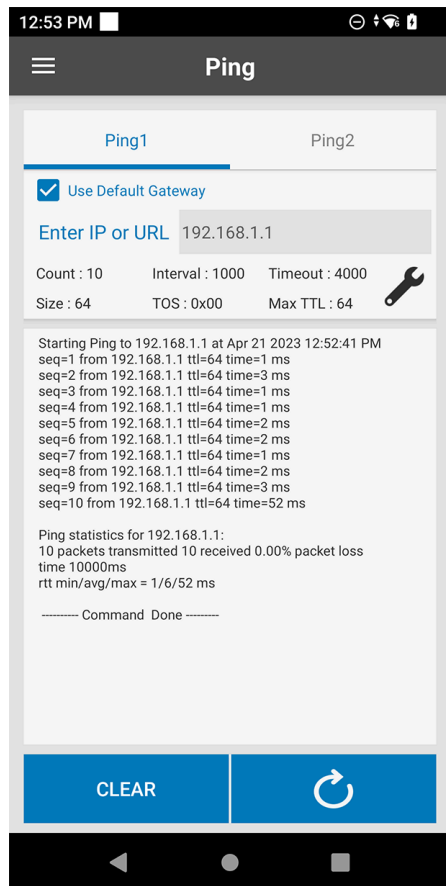 12:53 PM
6
Ping
Ping1 Ping2
Use Default Gateway
Enter IP or URL 192.168.1.1
Count : 10 Interval : 1000 Timeout : 4000
Size : 64 TOS : 0x00 Max TTL : 64
Starting Ping to 192.168.1.1 at Apr 21 2023 12:52:41 PM
seq=1 from 192.168.1.1 ttl=64 time=1 ms
seq=2 from 192.168.1.1 ttl=64 time=3 ms
seq=3 from 192.168.1.1 ttl=64 time=1 ms
seq=4 from 192.168.1.1 ttl=64 time=1 ms
seq=5 from 192.168.1.1 ttl=64 time=2 ms
seq=6 from 192.168.1.1 ttl=64 time=2 ms
seq=7 from 192.168.1.1 ttl=64 time=1 ms
seq=8 from 192.168.1.1 ttl=64 time=2 ms
seq=9 from 192.168.1.1 ttl=64 time=3 ms
seq=10 from 192.168.1.1 ttl=64 time=52 ms
Ping statistics for 192.168.1.1:
10 packets transmitted 10 received 0.00% packet loss
time 10000ms
rtt min/avg/max = 1/6/52 ms
---------- Command Done ---------
CLEAR